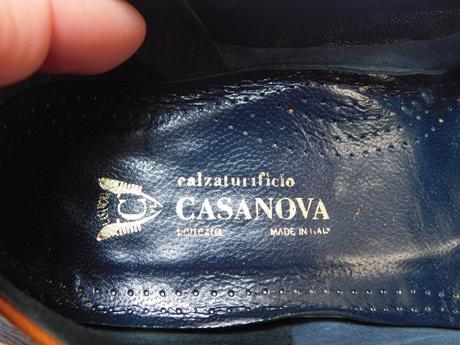 calzaturificio
CASANOVA
venezia MADE IN ITALY